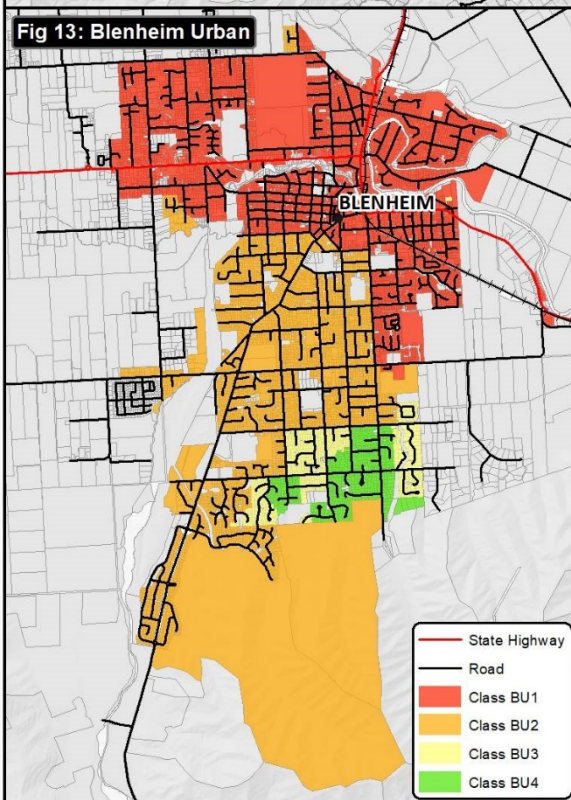 Fig 13: Blenheim Urban
BLENHEIM
State Highway
Road
Class BU1
Class BU2
Class BU3
Class BU4